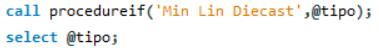 call procedureif('Min Lin Diecast',@tipo);
select @tipo;